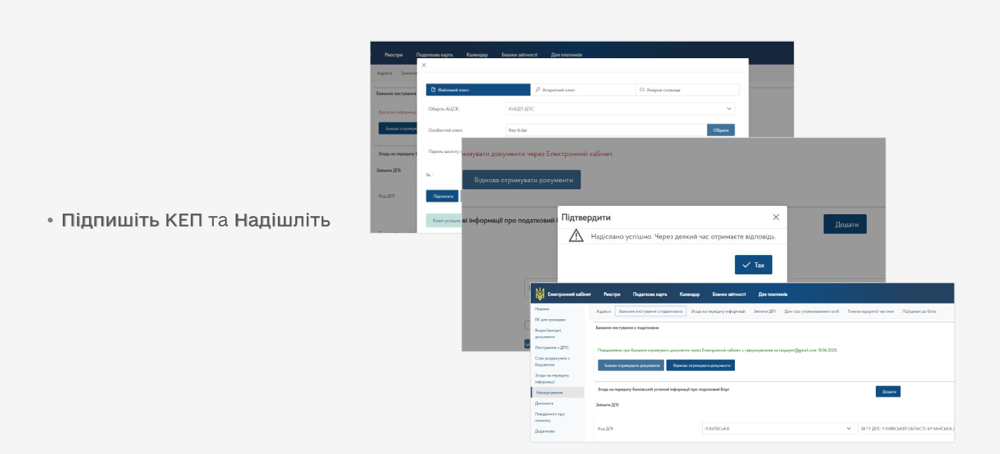 • Підпишіть КЕП та Надішліть
Реєстри Податкова карта Календар Бланки звітності Для платників
Адреси Бажання
Бажання листування
Відсутня інформац
Бажаю отримув
Згода на передачу б
Змінити ДПІ:
Код ДПІ
Файловий ключ Апаратний ключ Хмарне сховище
Оберіть АЦСК: КНЕДП ДПС
Особистий ключ: Key-6.dat Обрати
Пароль захисту
Як :
Підписати
Ключ успішно
римувати документи через Електронний кабінет.
Відмова отримувати документи
ві інформації про податковий
Додати
Підтвердити
Надіслано успішно. Через деякий час отримаєте відповідь.
Так
Електронний кабінет Реєстри Податкова карта Календар Бланки звітності Для платників
Новини
ЕК для громадян
Вхідні/вихідні
документи
Листування з ДПС
Стан розрахунків з
бюджетом
Згоди на передачу
інформації
Налаштування
Допомога
Повідомити про
помилку
Додатково
Адреси Бажання листування з податковою Згода на передачу інформації Змінити ДПІ Дані про уповноважених осіб Токени відкритої частини Під'єднані до бота
Бажання листування з податковою
Повідомлено про бажання отримувати документи через Електронний кабінет, з інформуванням на taxpayer@gmail.com 18.06.2025.
Бажаю отримувати документи Відмова отримувати документи
Згода на передачу банківській установі інформації про податковий борг Додати
Змінити ДПІ:
Код ДПІ 10 КИЇВСЬКА 38 ГУ ДПС У КИЇВСЬКІЙ ОБЛАСТІ, БУЧАНСЬКА Д